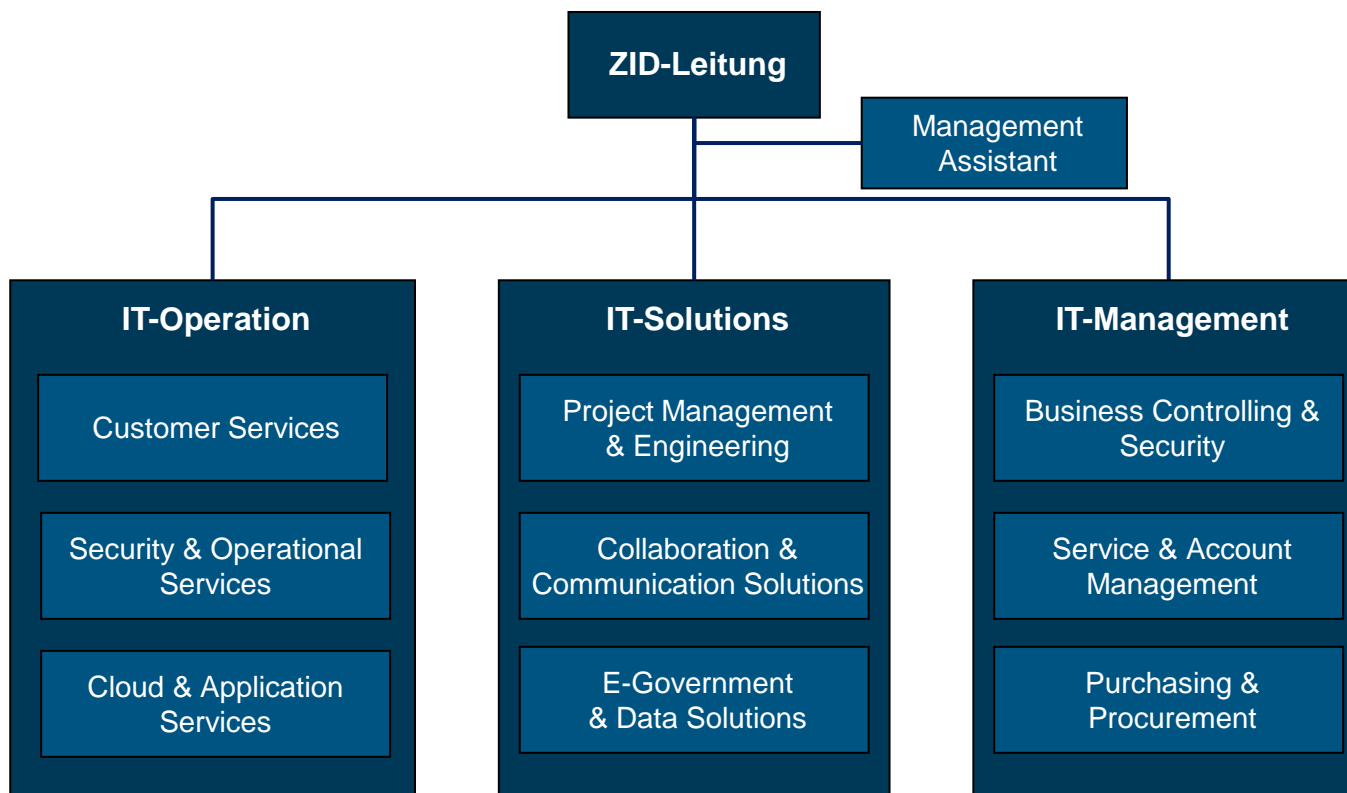 ZID-Leitung
Management
Assistant
IT-Operation
Customer Services
Security & Operational
Services
Cloud & Application
Services
IT-Solutions
Project Management
& Engineering
Collaboration &
Communication Solutions
E-Government
& Data Solutions
IT-Management
Business Controlling &
Security
Service & Account
Management
Purchasing &
Procurement